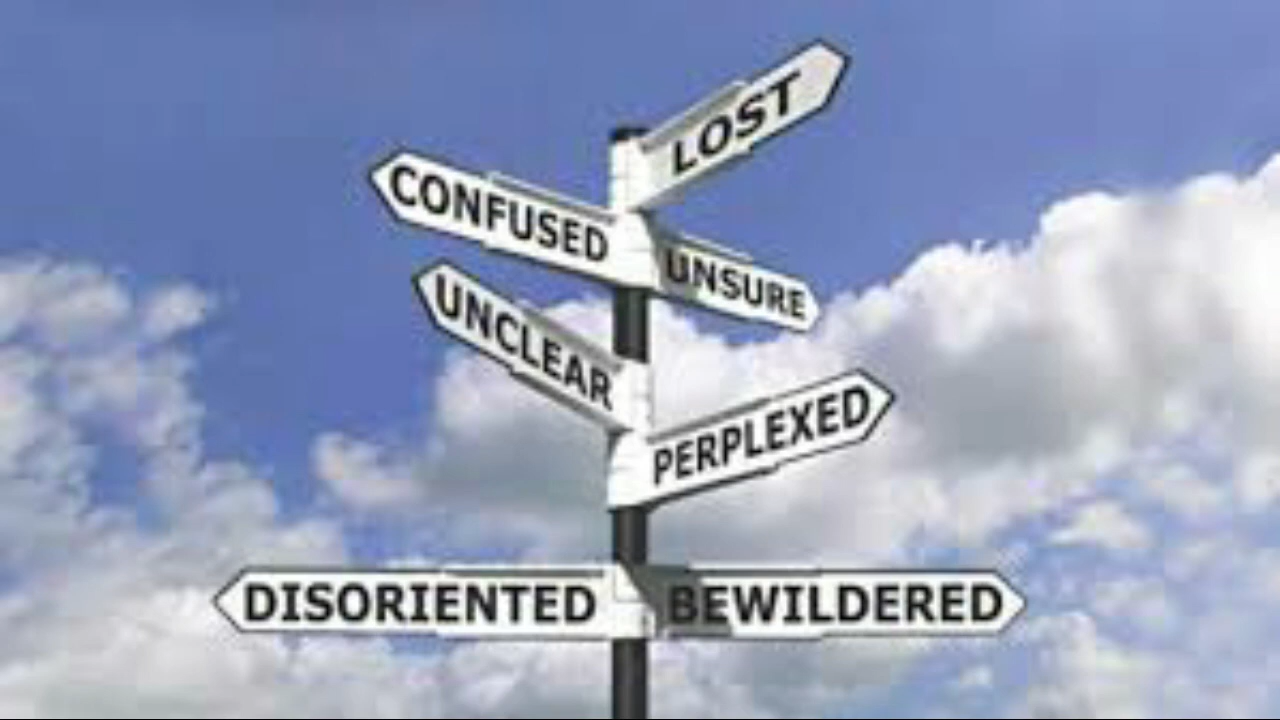 LOST
CONFUSED
UNSURE
UNCLEAR
PERPLEXED
DISORIENTED
BEWILDERED